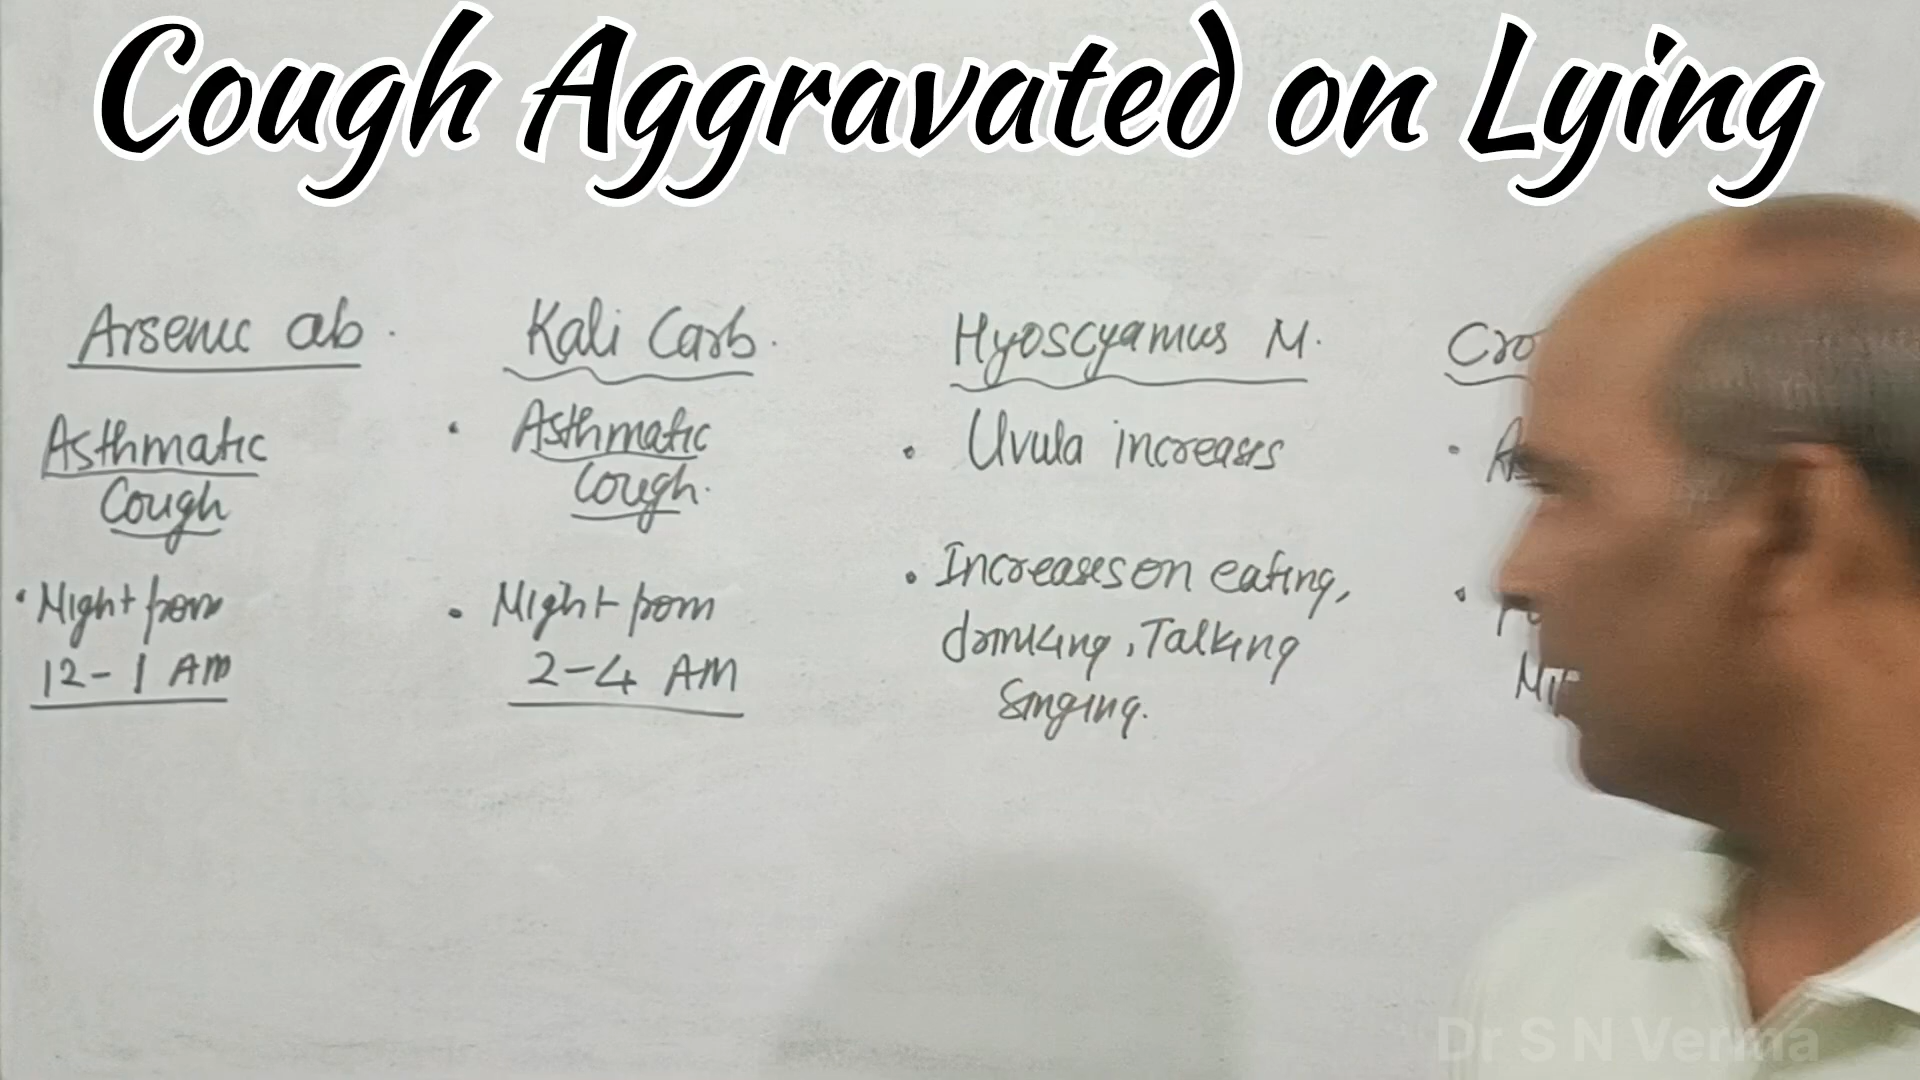 Cough Aggravated on Lying
Arsenic alb.
Asthmatic
Cough
• Night from
12-1 AM
Kali Carb.
• Asthmatic
Cough.
• Night from
2-4 AM
Hyoscyamus M.
• Uvula increases
• Increases on eating,
drinking, Talking
Singing.
Dr S N Verma